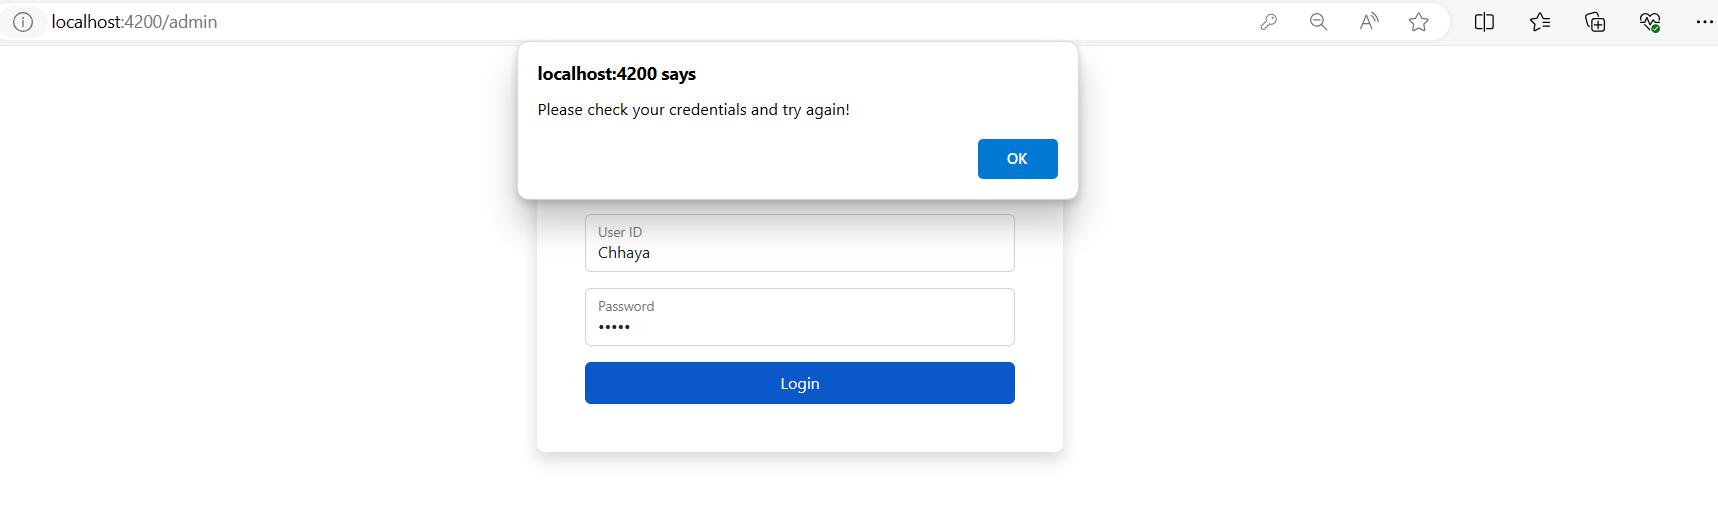 localhost:4200/admin
localhost:4200 says
Please check your credentials and try again!
OK
User ID
Chhaya
Password
•••••
Login